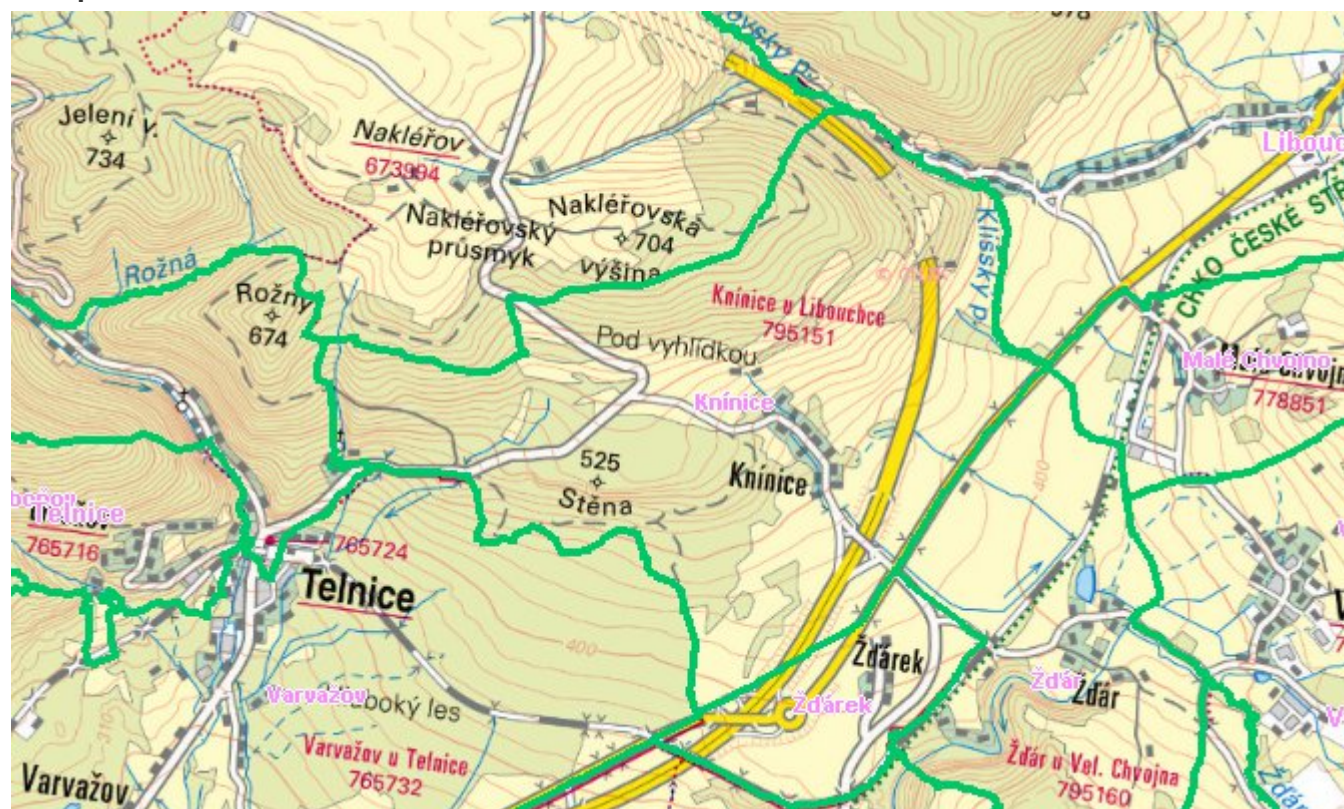 Jelení v.
734
Nakléřov
673994
Nakléřovský
průsmyk
Nakléřovská
704
výšina
Rožná
Rožný
674
Knínice u Libouchce
795151
Klíšský p.
CHKO ČESKÉ STŘ
Malé Chvojno
778851
Pod vyhlídkou
Knínice
Knínice
525
Stěna
400
400
Telnice
765716
765724
Telnice
Varvažov
Varvažov u Telnice
765732
Varvažov
310
Žďárek
Žďárek
Žďár
Žďár
Žďár u Vel. Chvojna
795160